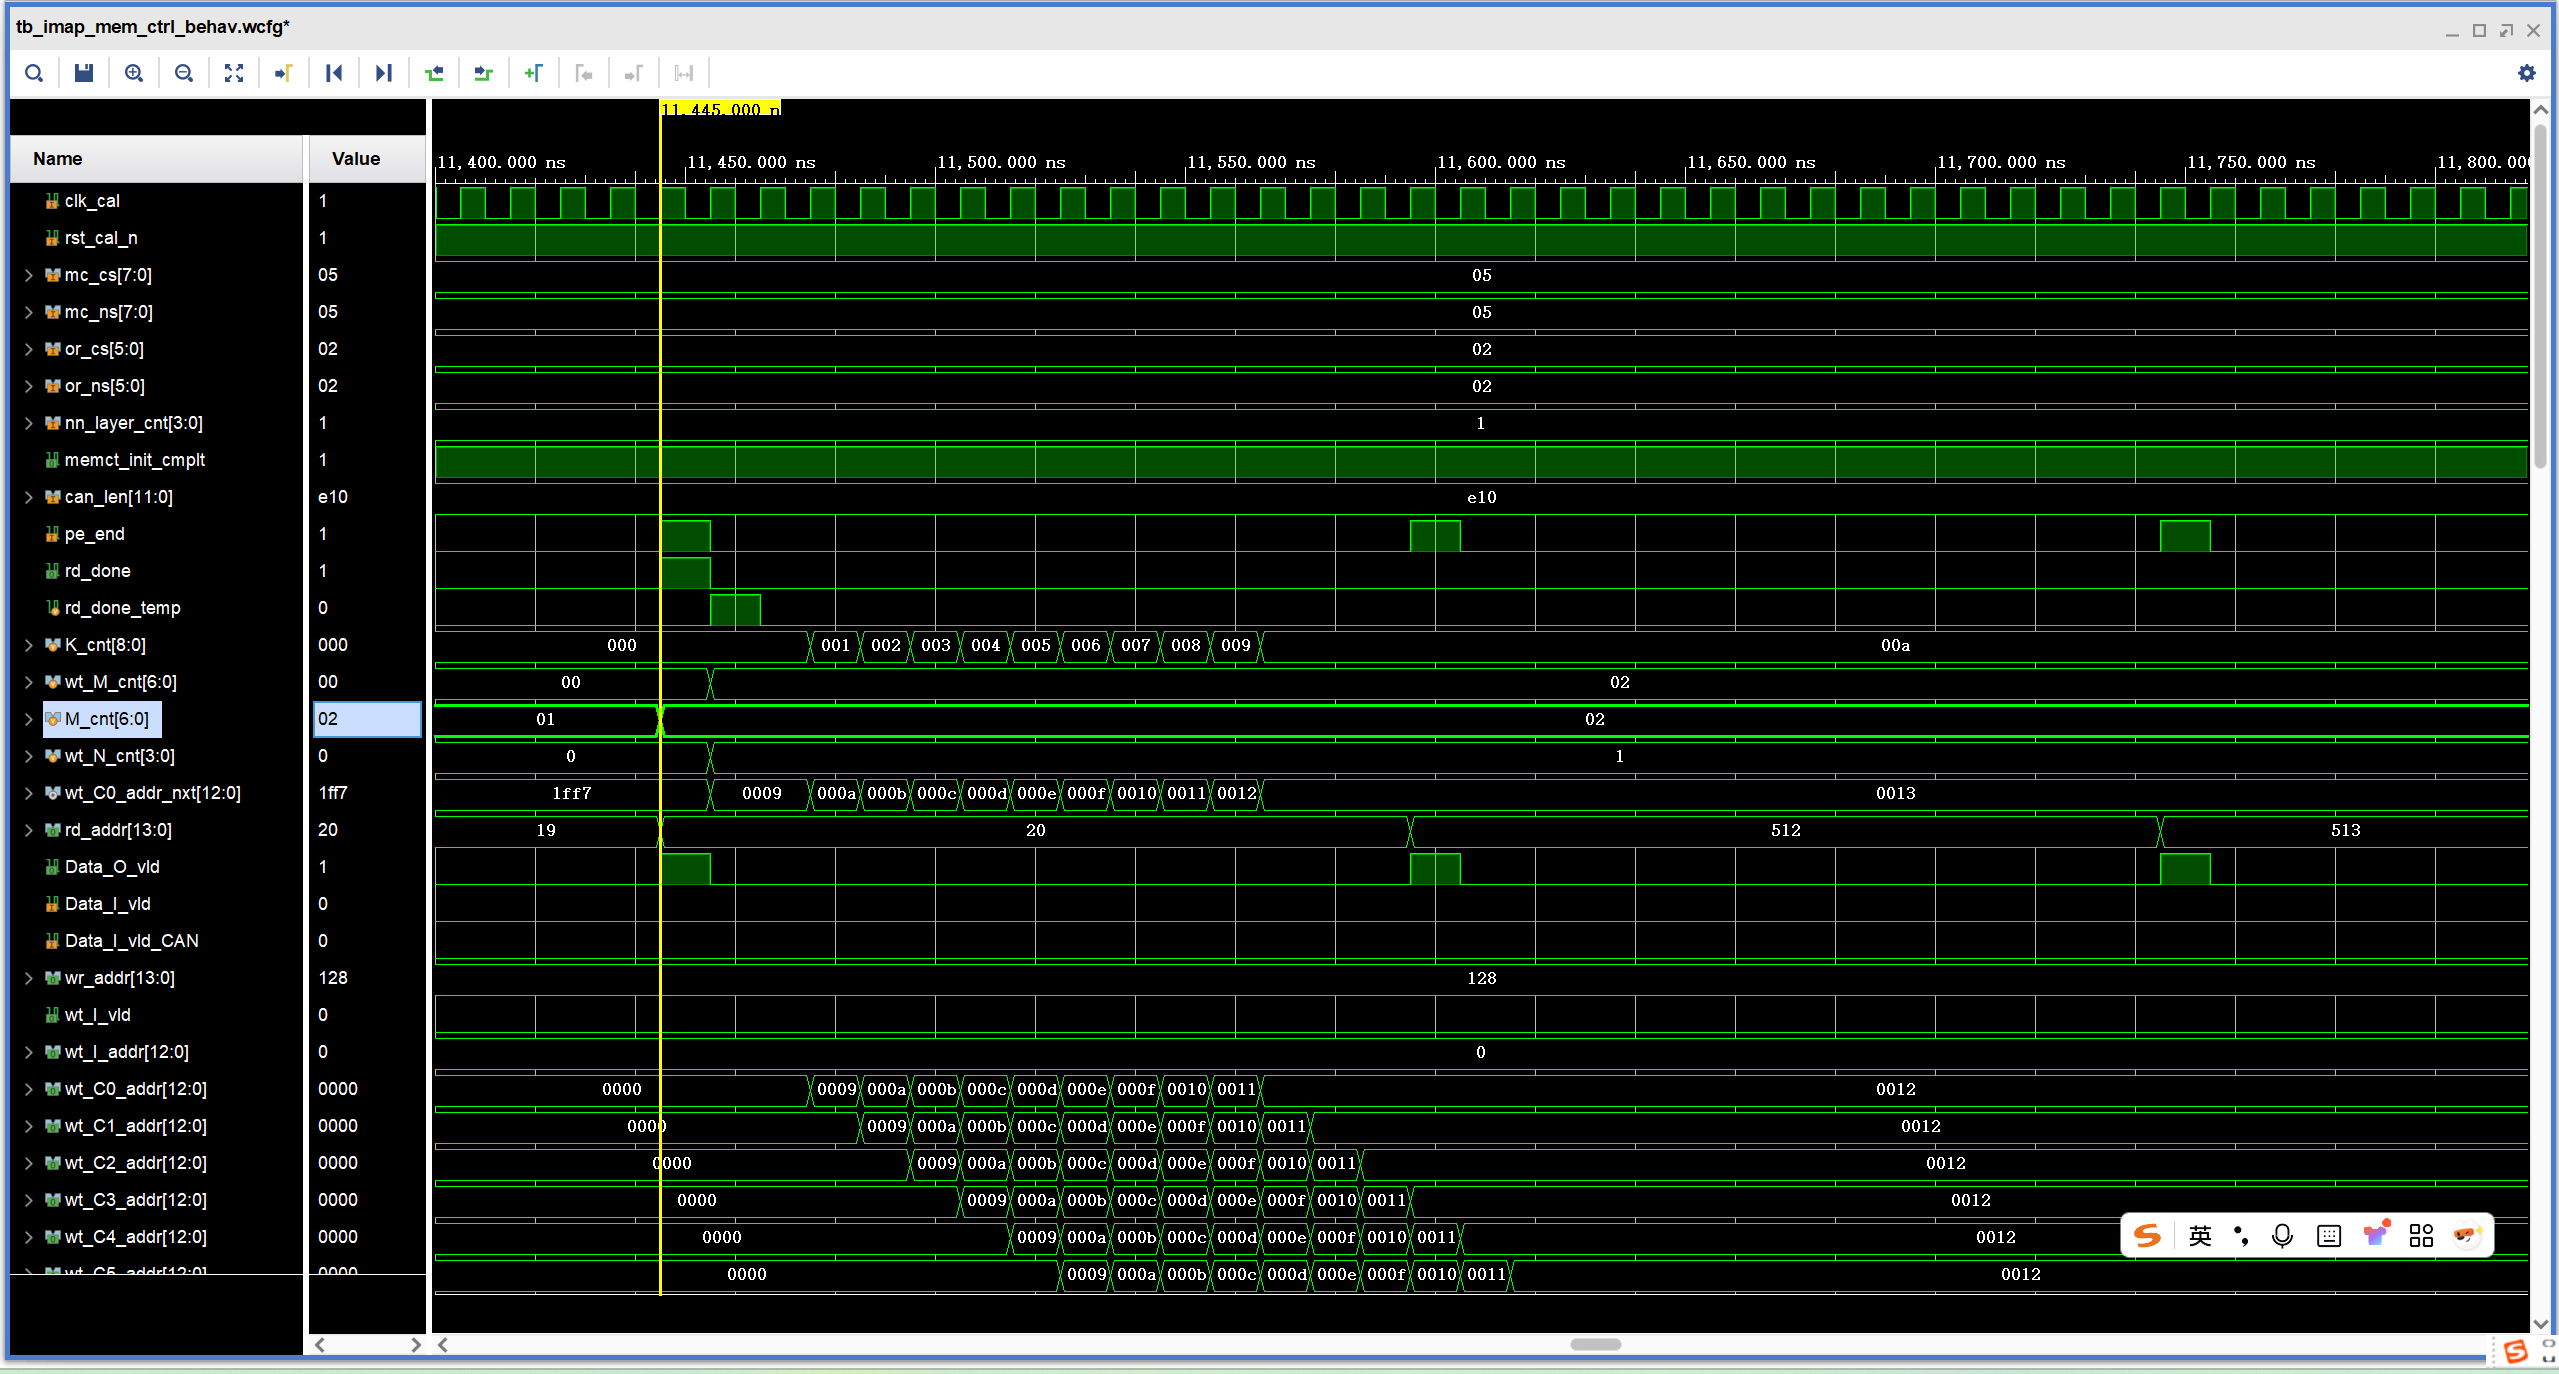 tb_imap_mem_ctrl_behav.wcfg*
11,445.000 n
Name Value
11,400.000 ns 11,450.000 ns 11,500.000 ns 11,550.000 ns 11,600.000 ns 11,650.000 ns 11,700.000 ns 11,750.000 ns 11,800.00
clk_cal 1
rst_cal_n 1
mc_cs[7:0] 05 05
mc_ns[7:0] 05 05
or_cs[5:0] 02 02
or_ns[5:0] 02 02
nn_layer_cnt[3:0] 1 1
memct_init_cmplt 1
can_len[11:0] e10 e10
pe_end 1
rd_done 1
rd_done_temp 0
K_cnt[8:0] 000 000 001 002 003 004 005 006 007 008 009 00a
wt_M_cnt[6:0] 00 00 02
M_cnt[6:0] 02 01 02
wt_N_cnt[3:0] 0 0 1
wt_C0_addr_nxt[12:0] 1ff7 1ff7 0009 000a 000b 000c 000d 000e 000f 0010 0011 0012 0013
rd_addr[13:0] 20 19 20 512 513
Data_O_vld 1
Data_I_vld 0
Data_I_vld_CAN 0
wr_addr[13:0] 128 128
wt_I_vld 0
wt_I_addr[12:0] 0 0
wt_C0_addr[12:0] 0000 0000 0009 000a 000b 000c 000d 000e 000f 0010 0011 0012
wt_C1_addr[12:0] 0000 0000 0009 000a 000b 000c 000d 000e 000f 0010 0011 0012
wt_C2_addr[12:0] 0000 0000 0009 000a 000b 000c 000d 000e 000f 0010 0011 0012
wt_C3_addr[12:0] 0000 0000 0009 000a 000b 000c 000d 000e 000f 0010 0011 0012
wt_C4_addr[12:0] 0000 0000 0009 000a 000b 000c 000d 000e 000f 0010 0011 0012
wt_C5_addr[12:0] 0000 0000 0009 000a 000b 000c 000d 000e 000f 0010 0011 0012
英